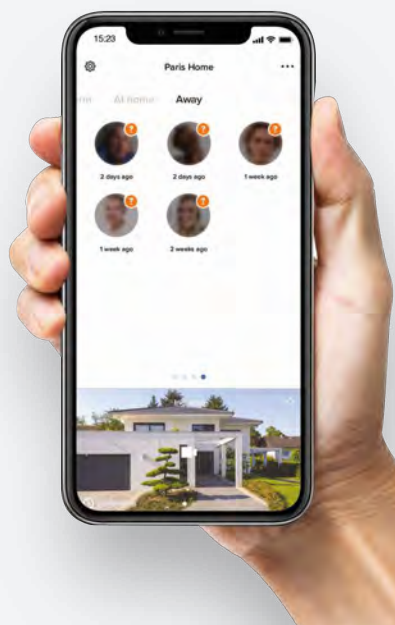 15:23
Paris Home
At home Away
?
?
?
2 days ago
2 days ago
1 week ago
?
?
1 week ago
2 weeks ago